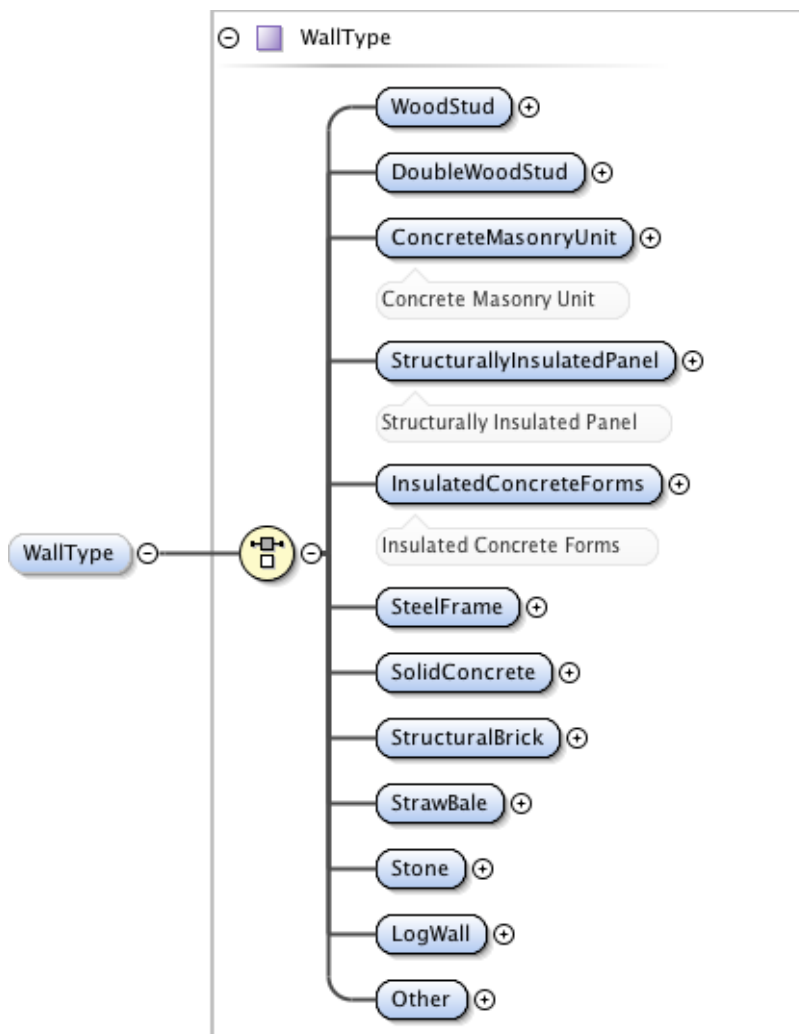 WallType
WoodStud
DoubleWoodStud
ConcreteMasonryUnit
Concrete Masonry Unit
StructurallyInsulatedPanel
Structurally Insulated Panel
InsulatedConcreteForms
Insulated Concrete Forms
WallType
SteelFrame
SolidConcrete
StructuralBrick
StrawBale
Stone
LogWall
Other